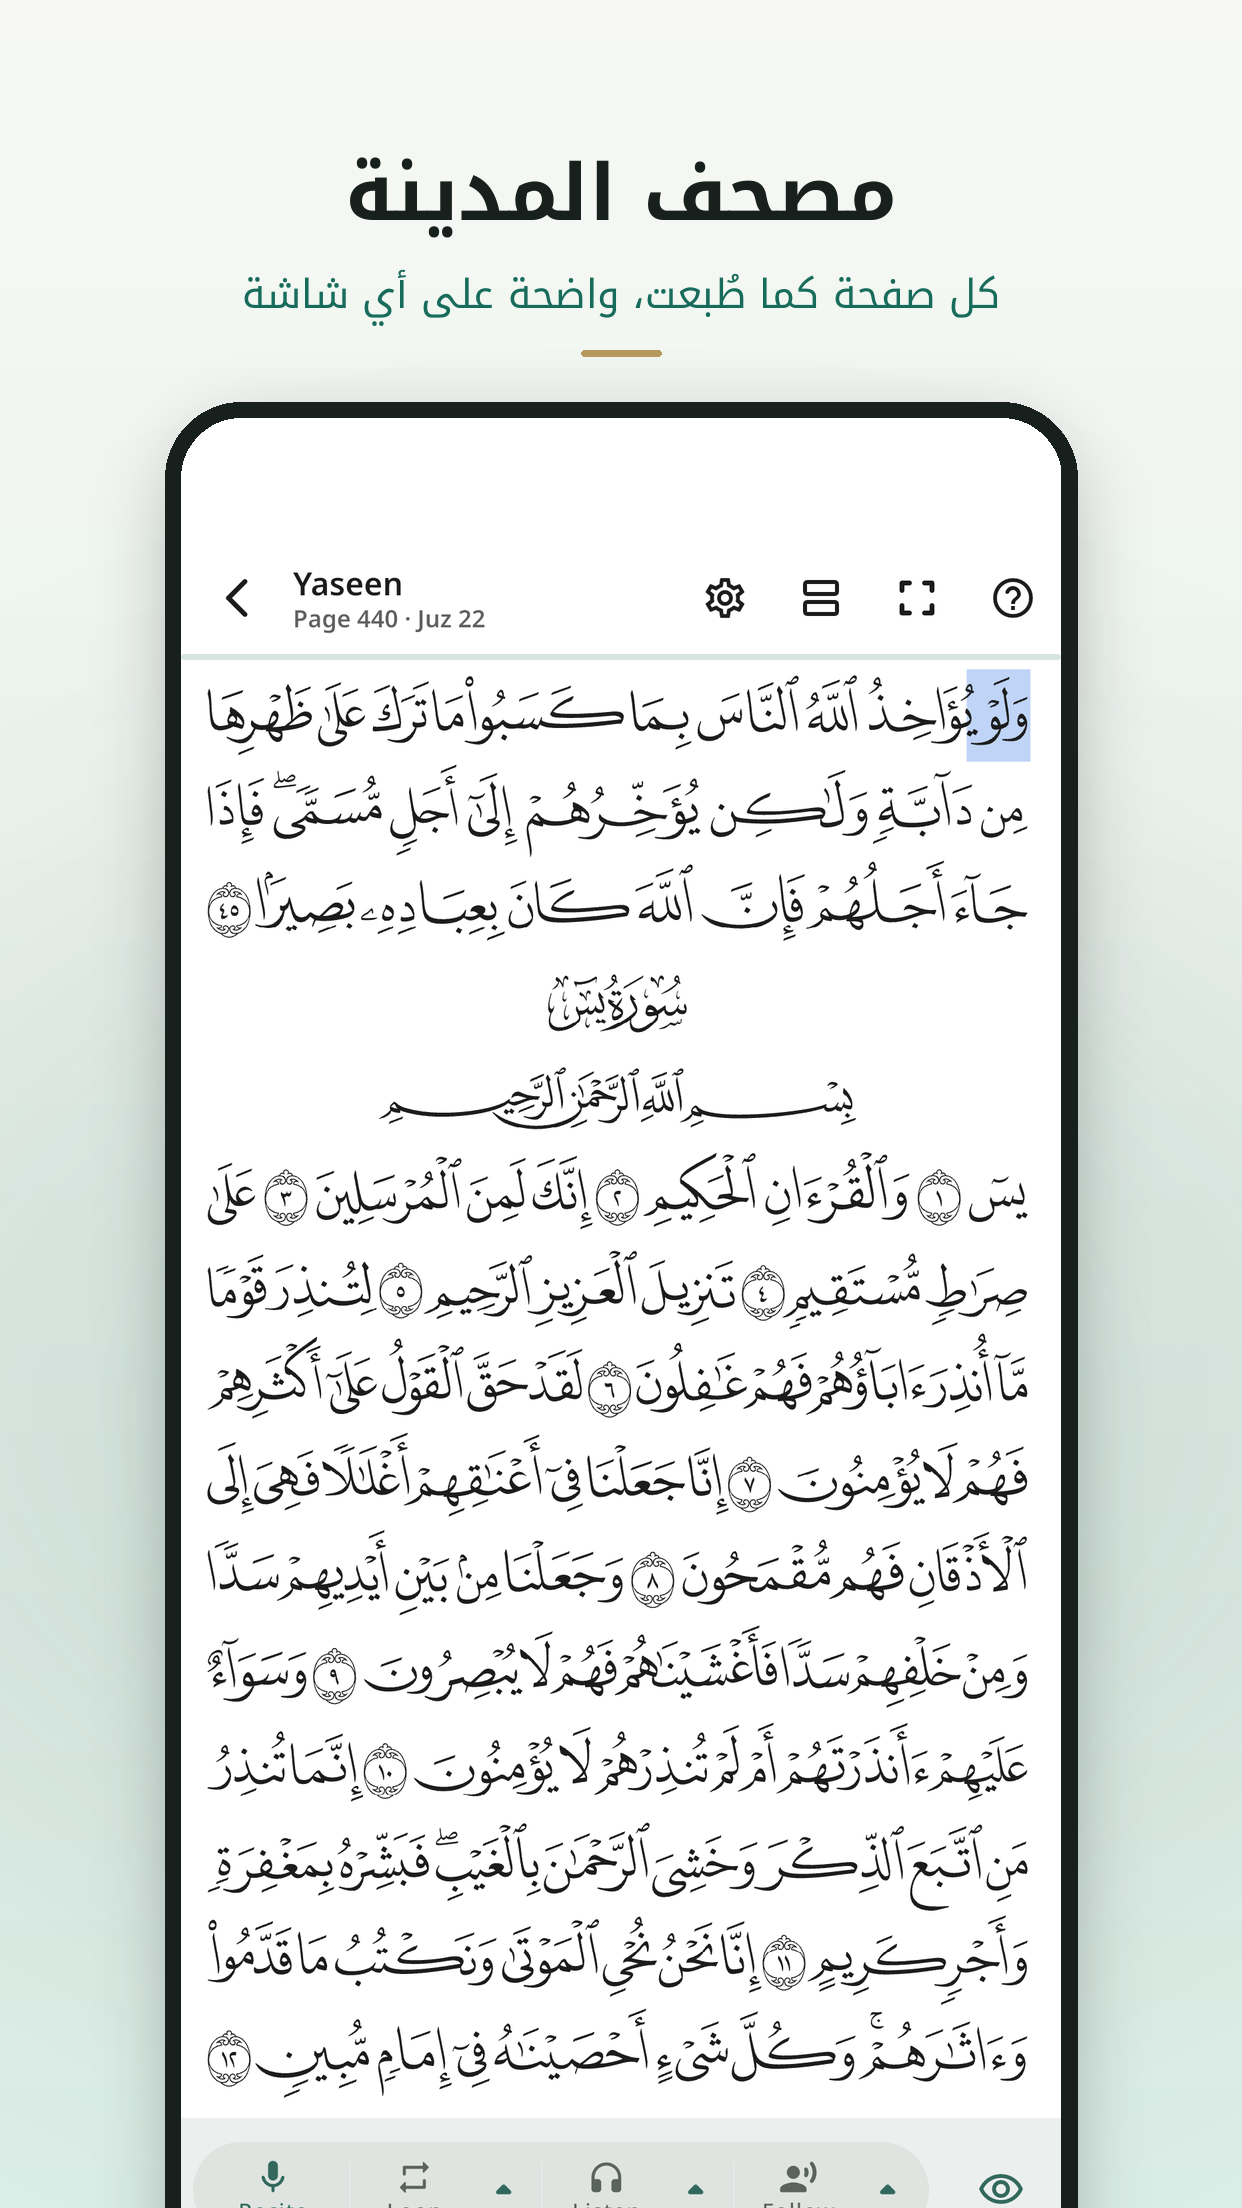 مصحف المدينة
كل صفحة كما طُبعت، واضحة على أي شاشة
Yaseen
Page 440 · Juz 22
وَلَوْ يُؤَاخِذُ ٱللَّهُ ٱلنَّاسَ بِمَا كَسَبُوا۟ مَا تَرَكَ عَلَىٰ ظَهْرِهَا
مِن دَآبَّةٍ وَلَـٰكِن يُؤَخِّرُهُمْ إِلَىٰٓ أَجَلٍ مُّسَمًّى ۖ فَإِذَا
جَآءَ أَجَلُهُمْ فَإِنَّ ٱللَّهَ كَانَ بِعِبَادِهِۦ بَصِيرًۢا ٤٥
سُورَةُ يسٓ
بِسْمِ ٱللَّهِ ٱلرَّحْمَـٰنِ ٱلرَّحِيمِ
يسٓ ١ وَٱلْقُرْءَانِ ٱلْحَكِيمِ ٢ إِنَّكَ لَمِنَ ٱلْمُرْسَلِينَ ٣ عَلَىٰ
صِرَٰطٍ مُّسْتَقِيمٍ ٤ تَنزِيلَ ٱلْعَزِيزِ ٱلرَّحِيمِ ٥ لِتُنذِرَ قَوْمًا
مَّآ أُنذِرَ ءَابَآؤُهُمْ فَهُمْ غَـٰفِلُونَ ٦ لَقَدْ حَقَّ ٱلْقَوْلُ عَلَىٰٓ أَكْثَرِهِمْ
فَهُمْ لَا يُؤْمِنُونَ ٧ إِنَّا جَعَلْنَا فِىٓ أَعْنَـٰقِهِمْ أَغْلَـٰلًا فَهِىَ إِلَى
ٱلْأَذْقَانِ فَهُم مُّقْمَحُونَ ٨ وَجَعَلْنَا مِنۢ بَيْنِ أَيْدِيهِمْ سَدًّا
وَمِنْ خَلْفِهِمْ سَدًّا فَأَغْشَيْنَـٰهُمْ فَهُمْ لَا يُبْصِرُونَ ٩ وَسَوَآءٌ
عَلَيْهِمْ ءَأَنذَرْتَهُمْ أَمْ لَمْ تُنذِرْهُمْ لَا يُؤْمِنُونَ ١٠ إِنَّمَا تُنذِرُ
مَنِ ٱتَّبَعَ ٱلذِّكْرَ وَخَشِىَ ٱلرَّحْمَـٰنَ بِٱلْغَيْبِ ۖ فَبَشِّرْهُ بِمَغْفِرَةٍ
وَأَجْرٍ كَرِيمٍ ١١ إِنَّا نَحْنُ نُحْىِ ٱلْمَوْتَىٰ وَنَكْتُبُ مَا قَدَّمُوا۟
وَءَاثَـٰرَهُمْ ۚ وَكُلَّ شَىْءٍ أَحْصَيْنَـٰهُ فِىٓ إِمَامٍ مُّبِينٍ ١٢